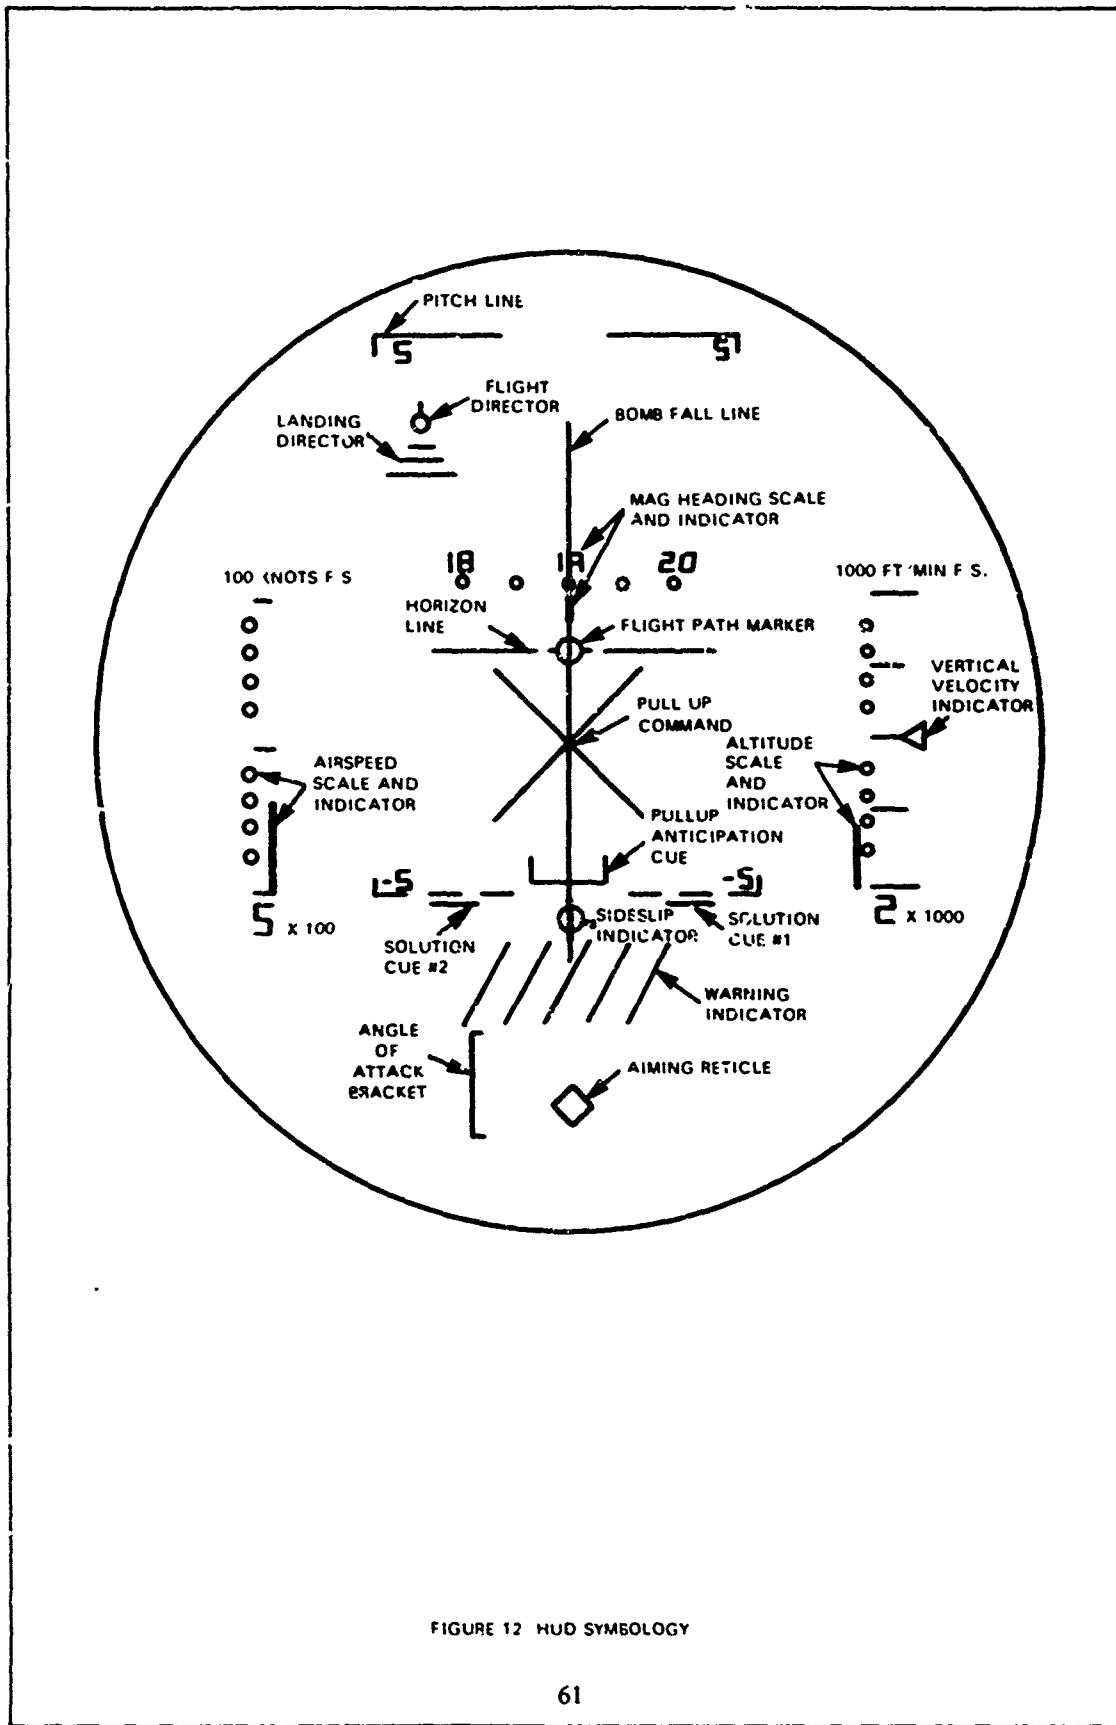 PITCH LINE
5 5
FLIGHT
DIRECTOR
LANDING
DIRECTOR
BOMB FALL LINE
MAG HEADING SCALE
AND INDICATOR
18 19 20
100 KNOTS F S
1000 FT/MIN F S.
HORIZON
LINE
FLIGHT PATH MARKER
VERTICAL
VELOCITY
INDICATOR
PULL UP
COMMAND
ALTITUDE
SCALE
AND
INDICATOR
AIRSPEED
SCALE AND
INDICATOR
PULLUP
ANTICIPATION
CUE
-5 -5
5 X 100
2 X 1000
SOLUTION
CUE #2
SIDESLIP
INDICATOR
SOLUTION
CUE #1
WARNING
INDICATOR
ANGLE
OF
ATTACK
BRACKET
AIMING RETICLE
FIGURE 12 HUD SYMBOLOGY
61